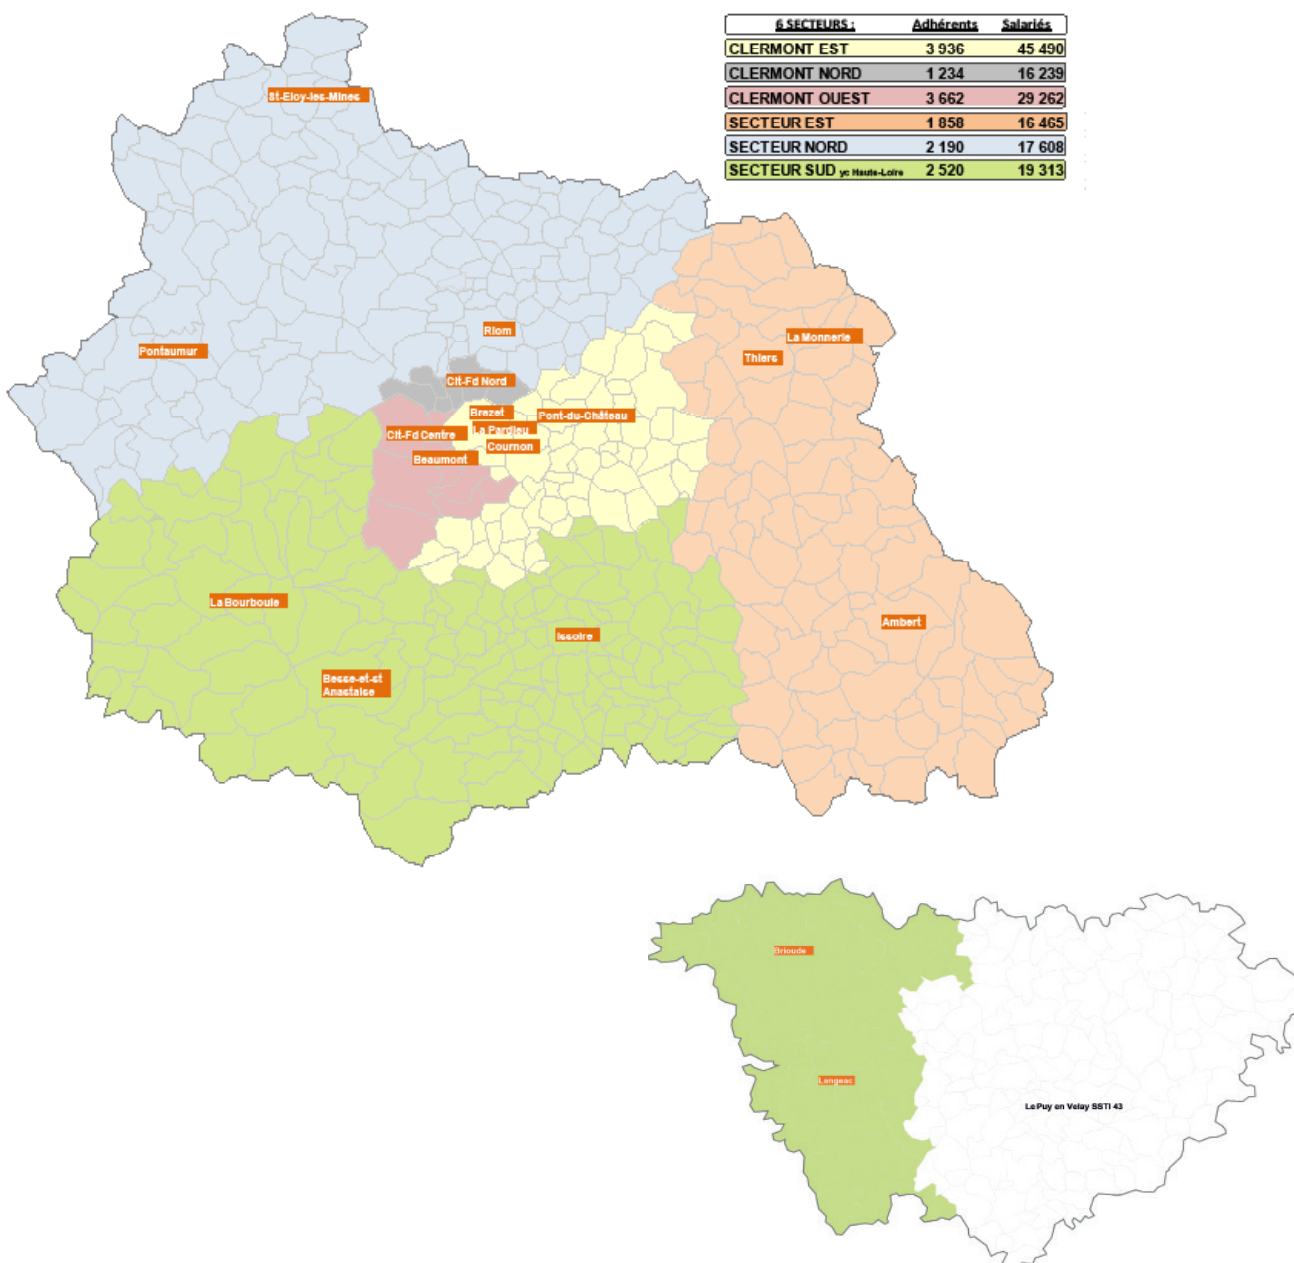 6 SECTEURS : Adhérents Salariés
CLERMONT EST 3 936 45 490
CLERMONT NORD 1 234 16 239
CLERMONT OUEST 3 662 29 262
SECTEUR EST 1 858 16 465
SECTEUR NORD 2 190 17 608
SECTEUR SUD yc Haute-Loire 2 520 19 313
St-Eloy-les-Mines
Riom
La Monnerie
Pontaumur
Thiers
Clt-Fd Nord
Brezet
Pont-du-Château
La Pardieu
Clt-Fd Centre
Cournon
Beaumont
La Bourboule
Ambert
Issoire
Besse-et-st
Anastaise
Brioude
Langeac
Le Puy en Velay SSTI 43